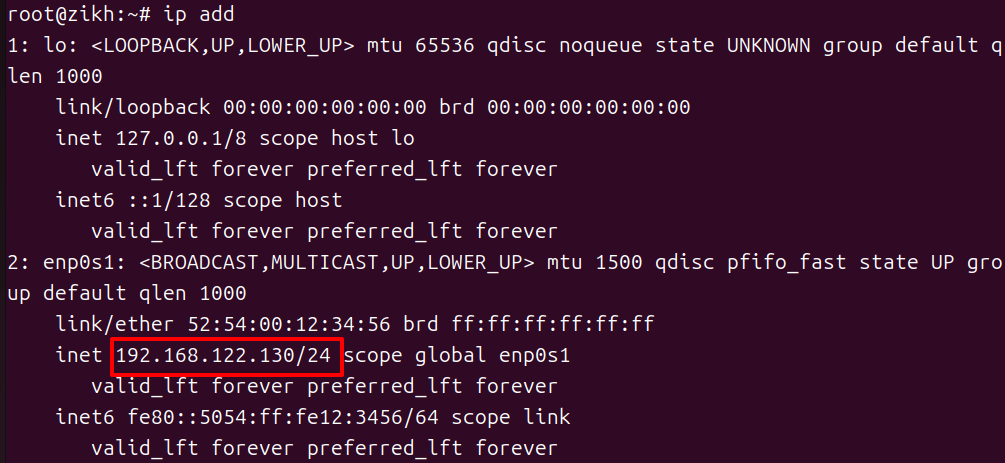 root@zikh:~# ip add
1: lo: <LOOPBACK,UP,LOWER_UP> mtu 65536 qdisc noqueue state UNKNOWN group default q
len 1000
    link/loopback 00:00:00:00:00:00 brd 00:00:00:00:00:00
    inet 127.0.0.1/8 scope host lo
       valid_lft forever preferred_lft forever
    inet6 ::1/128 scope host
       valid_lft forever preferred_lft forever
2: enp0s1: <BROADCAST,MULTICAST,UP,LOWER_UP> mtu 1500 qdisc pfifo_fast state UP gro
up default qlen 1000
    link/ether 52:54:00:12:34:56 brd ff:ff:ff:ff:ff:ff
    inet 192.168.122.130/24 scope global enp0s1
       valid_lft forever preferred_lft forever
    inet6 fe80::5054:ff:fe12:3456/64 scope link
       valid_lft forever preferred_lft forever